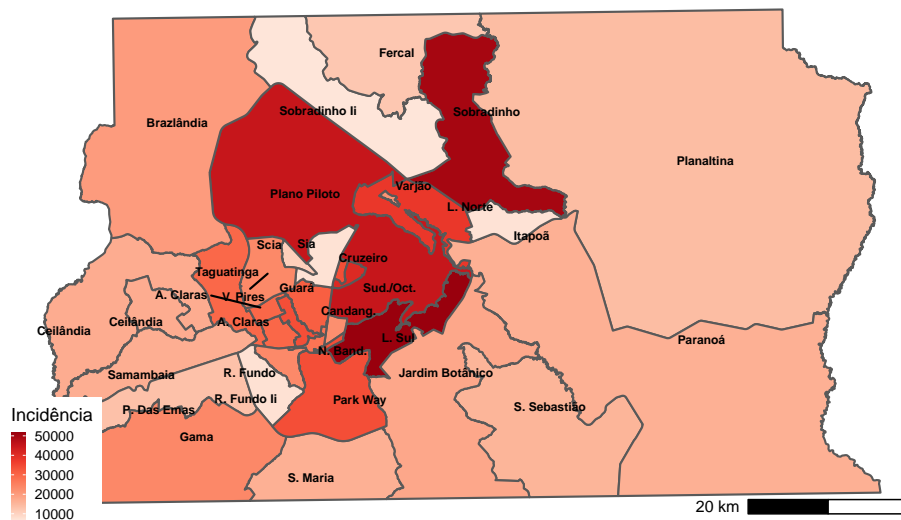 Fercal
Sobradinho Ii
Sobradinho
Brazlândia
Planaltina
Varjão
Plano Piloto
L. Norte
Itapoã
Scia
Sia
Cruzeiro
Taguatinga
Guará
Sud./Oct.
A. Claras
V. Pires
Candang.
Ceilândia
Ceilândia
A. Claras
L. Sul
Paranoá
N. Band.
Samambaia
R. Fundo
Jardim Botânico
R. Fundo Ii
Park Way
P. Das Emas
S. Sebastião
Gama
S. Maria
Incidência
50000
40000
30000
20000
10000
20 km